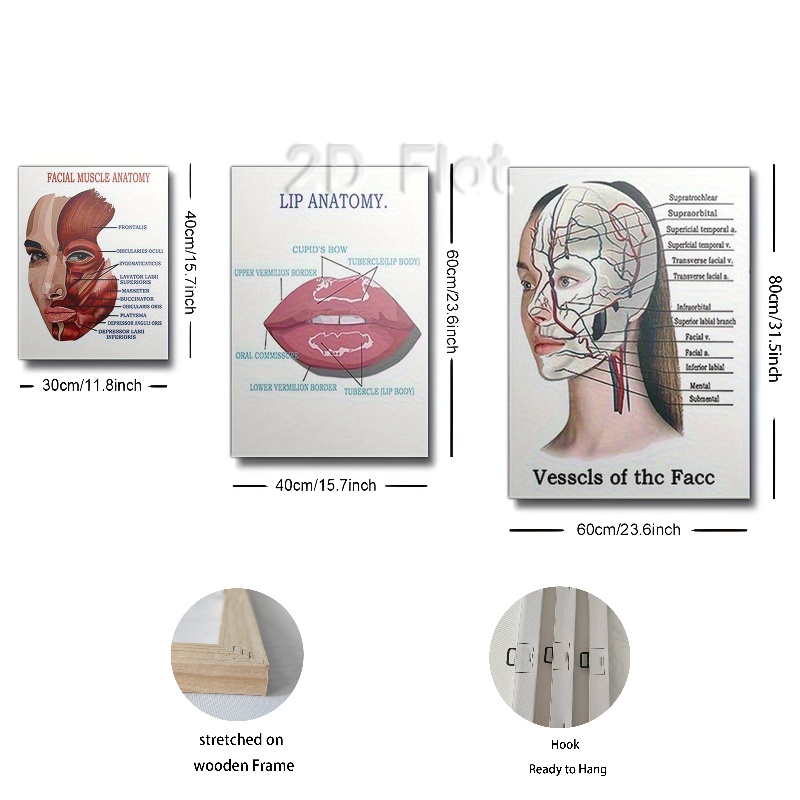 2D Flat
FACIAL MUSCLE ANATOMY
FRONTALIS
OBICULARIES OCULI
ZYGOMATICATICUS
LAVATOR LABII
SUPERIORIS
MASSETER
BUCCINATOR
OBICULARIS ORIS
PLATYSMA
DEPRESSOR ANGULI ORIS
DEPRESSOR LABII
INFERIORIS
40cm/15.7inch
30cm/11.8inch
LIP ANATOMY.
CUPID'S BOW
TUBERCLE(LIP BODY)
UPPER VERMILION BORDER
ORAL COMMISSURE
LOWER VERMILION BORDER
TUBERCLE (LIP BODY)
60cm/23.6inch
40cm/15.7inch
Supratrochlear
Supraorbital
Supericial temporal a.
Superficial temporal v.
Transverse facial v.
Transverse facial a.
Infraorbital
Superior labial branch
Facial v.
Facial a.
Inferior labial
Mental
Submental
Vesscls of thc Facc
80cm/31.5inch
60cm/23.6inch
stretched on
wooden Frame
Hook
Ready to Hang